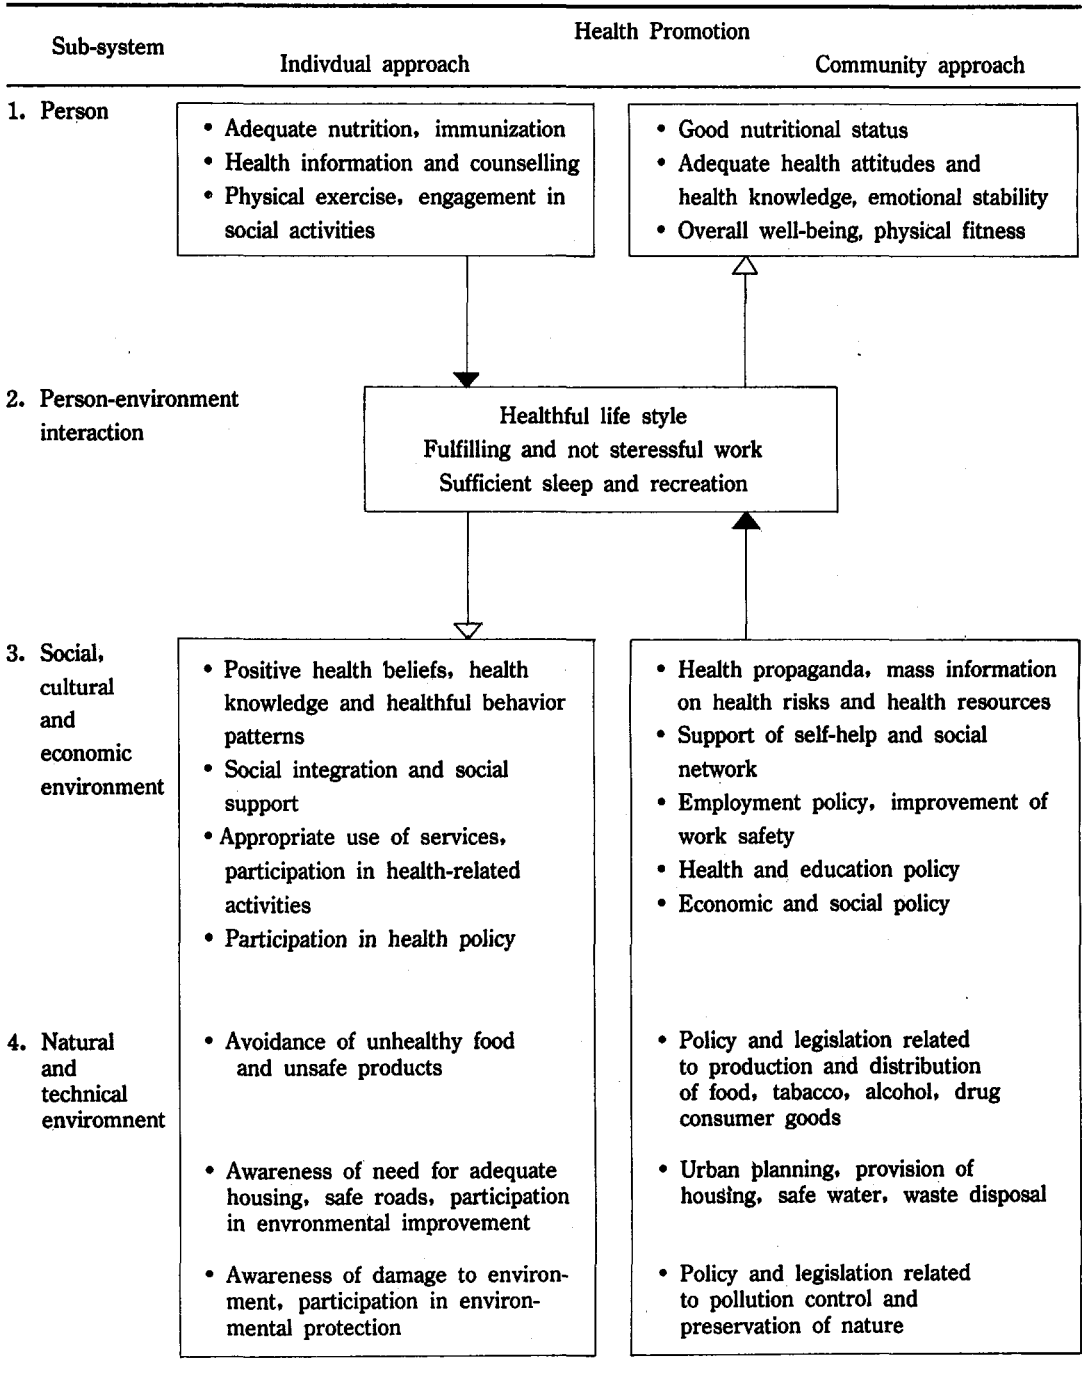 Health Promotion
Sub-system
Indivdual approach
Community approach
1. Person
• Adequate nutrition, immunization
• Health information and counselling
• Physical exercise, engagement in
social activities
• Good nutritional status
• Adequate health attitudes and
health knowledge, emotional stability
• Overall well-being, physical fitness
2. Person-environment
interaction
Healthful life style
Fulfilling and not steressful work
Sufficient sleep and recreation
3. Social,
cultural
and
economic
environment
• Positive health beliefs, health
knowledge and healthful behavior
patterns
• Social integration and social
support
• Appropriate use of services,
participation in health-related
activities
• Participation in health policy
• Health propaganda, mass information
on health risks and health resources
• Support of self-help and social
network
• Employment policy, improvement of
work safety
• Health and education policy
• Economic and social policy
4. Natural
and
technical
enviromnent
• Avoidance of unhealthy food
and unsafe products
• Awareness of need for adequate
housing, safe roads, participation
in envronmental improvement
• Awareness of damage to environ-
ment, participation in environ-
mental protection
• Policy and legislation related
to production and distribution
of food, tabacco, alcohol, drug
consumer goods
• Urban planning, provision of
housing, safe water, waste disposal
• Policy and legislation related
to pollution control and
preservation of nature